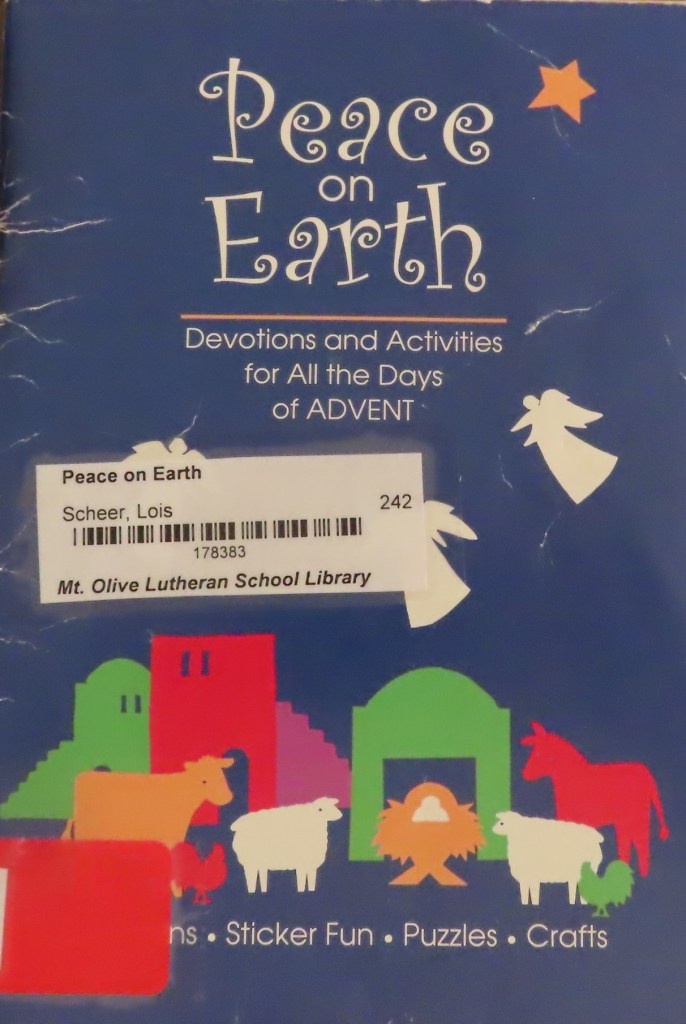 Peace
on
Earth
Devotions and Activities
for All the Days
of ADVENT
Peace on Earth
Scheer, Lois 242
178383
Mt. Olive Lutheran School Library
ns • Sticker Fun • Puzzles • Crafts